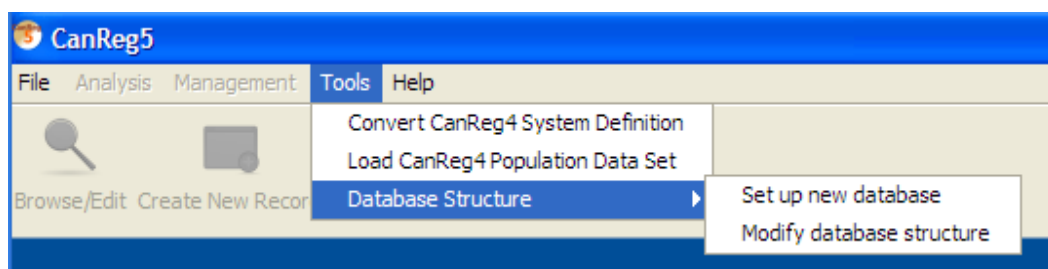 CanReg5
File Analysis Management Tools Help
Convert CanReg4 System Definition
Load CanReg4 Population Data Set
Browse/Edit Create New Recor
Database Structure
Set up new database
Modify database structure